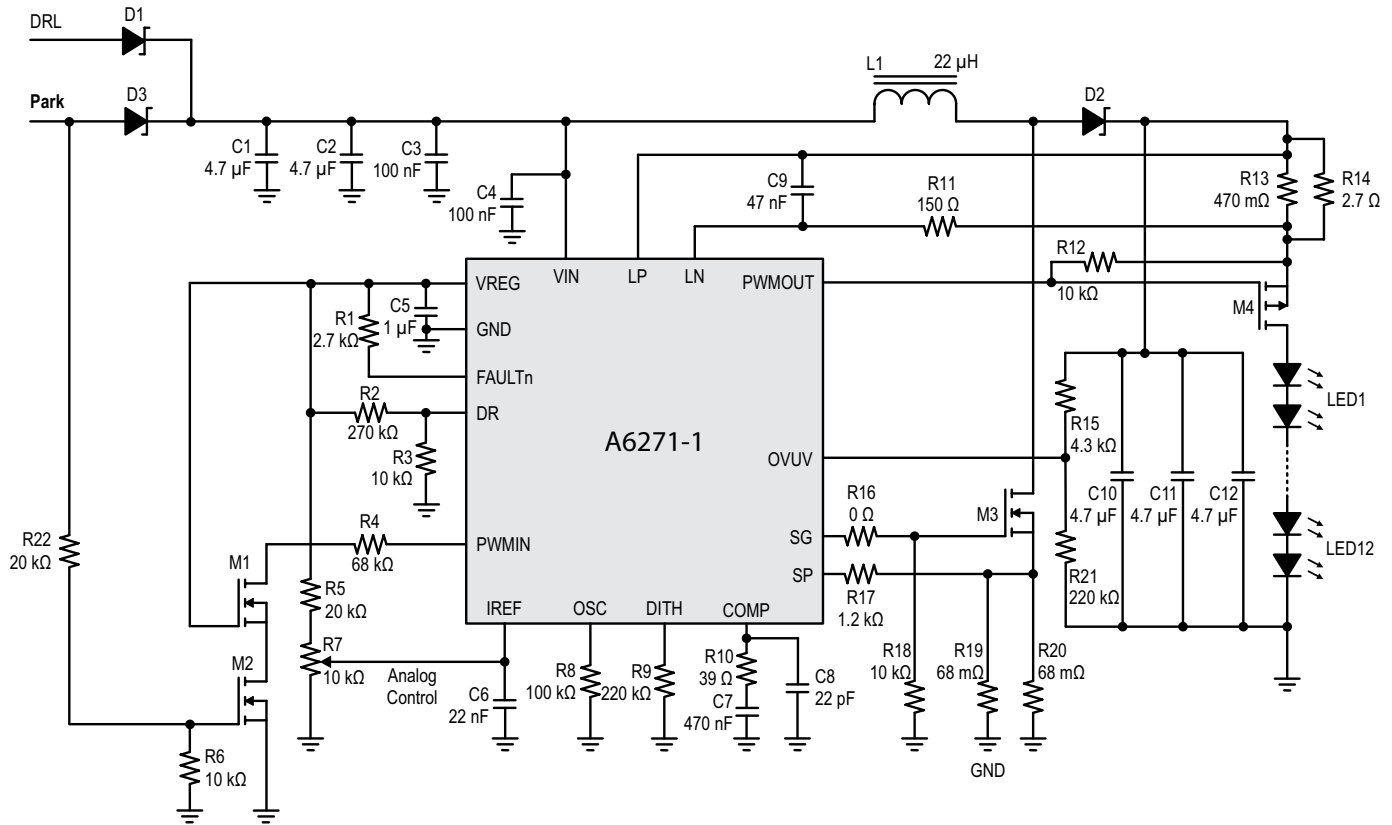 DRL
D1
Park
D3
C1
4.7 µF
C2
4.7 µF
C3
100 nF
C4
100 nF
L1
22 µH
D2
C9
47 nF
R11
150 Ω
R13
470 mΩ
R14
2.7 Ω
R12
10 kΩ
M4
VREG
VIN
LP
LN
PWMOUT
GND
FAULTn
DR
A6271-1
OVUV
PWMIN
SG
SP
IREF
OSC
DITH
COMP
R1
2.7 kΩ
C5
1 µF
R2
270 kΩ
R3
10 kΩ
R4
68 kΩ
R22
20 kΩ
M1
M2
R5
20 kΩ
R7
10 kΩ
Analog
Control
R6
10 kΩ
C6
22 nF
R8
100 kΩ
R9
220 kΩ
R10
39 Ω
C7
470 nF
C8
22 pF
R16
0 Ω
R17
1.2 kΩ
R18
10 kΩ
R19
68 mΩ
R20
68 mΩ
GND
M3
R15
4.3 kΩ
R21
220 kΩ
C10
4.7 µF
C11
4.7 µF
C12
4.7 µF
LED1
LED12